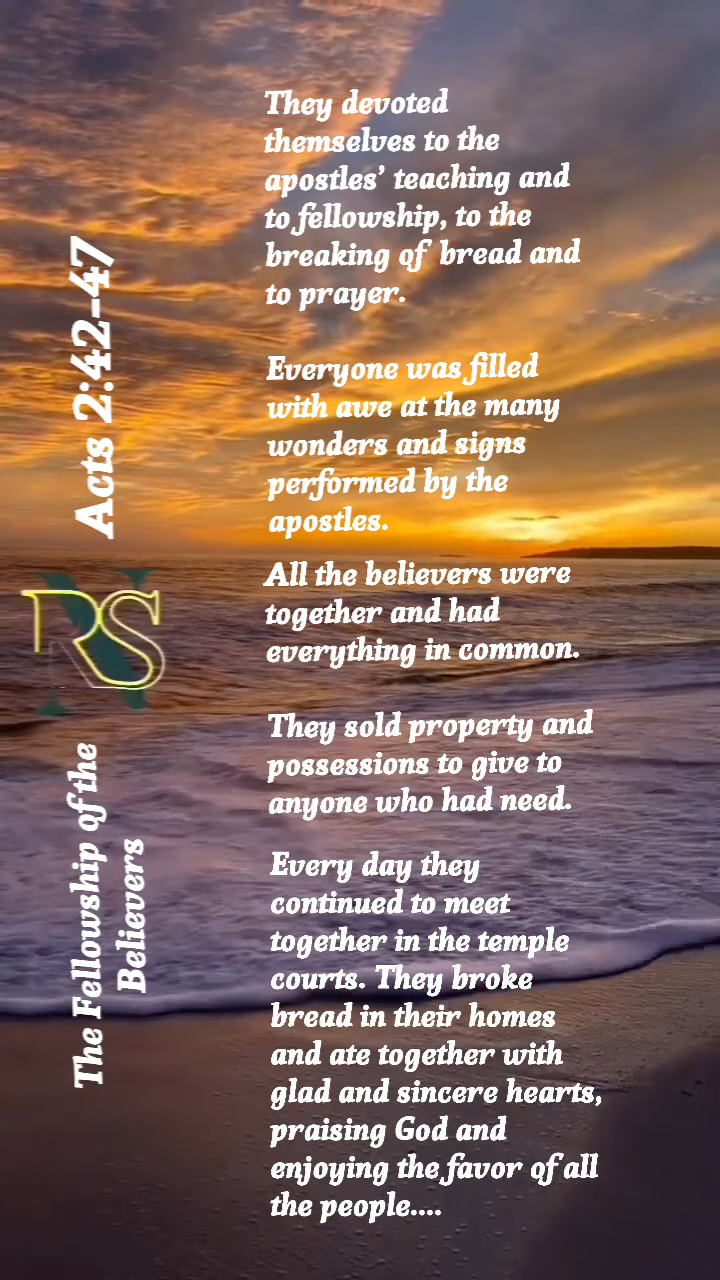 Acts 2:42-47
RSN
The Fellowship of the
Believers
They devoted
themselves to the
apostles’ teaching and
to fellowship, to the
breaking of bread and
to prayer.
Everyone was filled
with awe at the many
wonders and signs
performed by the
apostles.
All the believers were
together and had
everything in common.
They sold property and
possessions to give to
anyone who had need.
Every day they
continued to meet
together in the temple
courts. They broke
bread in their homes
and ate together with
glad and sincere hearts,
praising God and
enjoying the favor of all
the people....